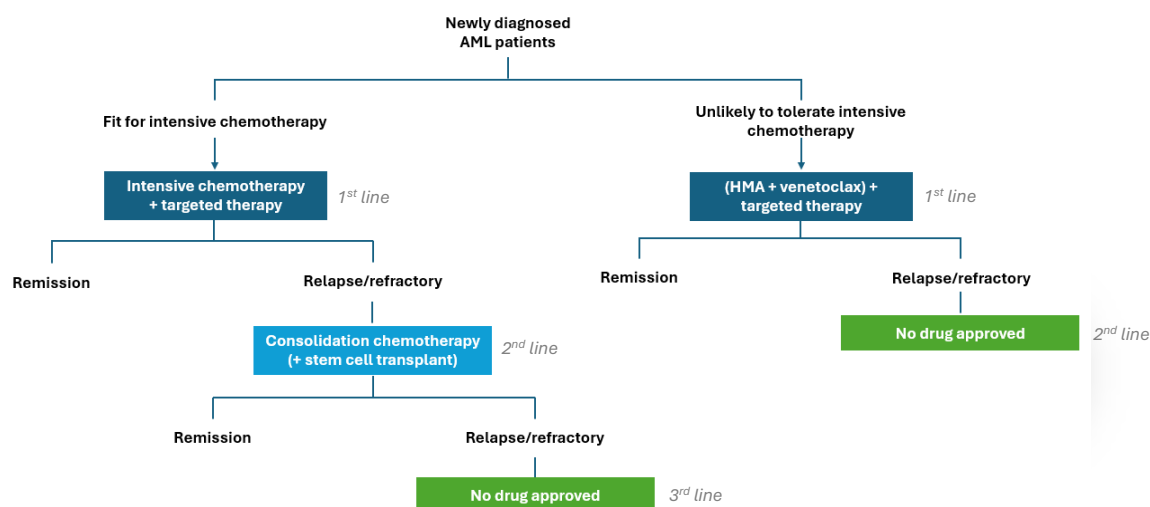 Newly diagnosed
AML patients
Fit for intensive chemotherapy
Unlikely to tolerate intensive
chemotherapy
Intensive chemotherapy
+ targeted therapy
1st line
(HMA + venetoclax) +
targeted therapy
1st line
Remission
Relapse/refractory
Remission
Relapse/refractory
Consolidation chemotherapy
(+ stem cell transplant)
2nd line
No drug approved
2nd line
Remission
Relapse/refractory
No drug approved
3rd line